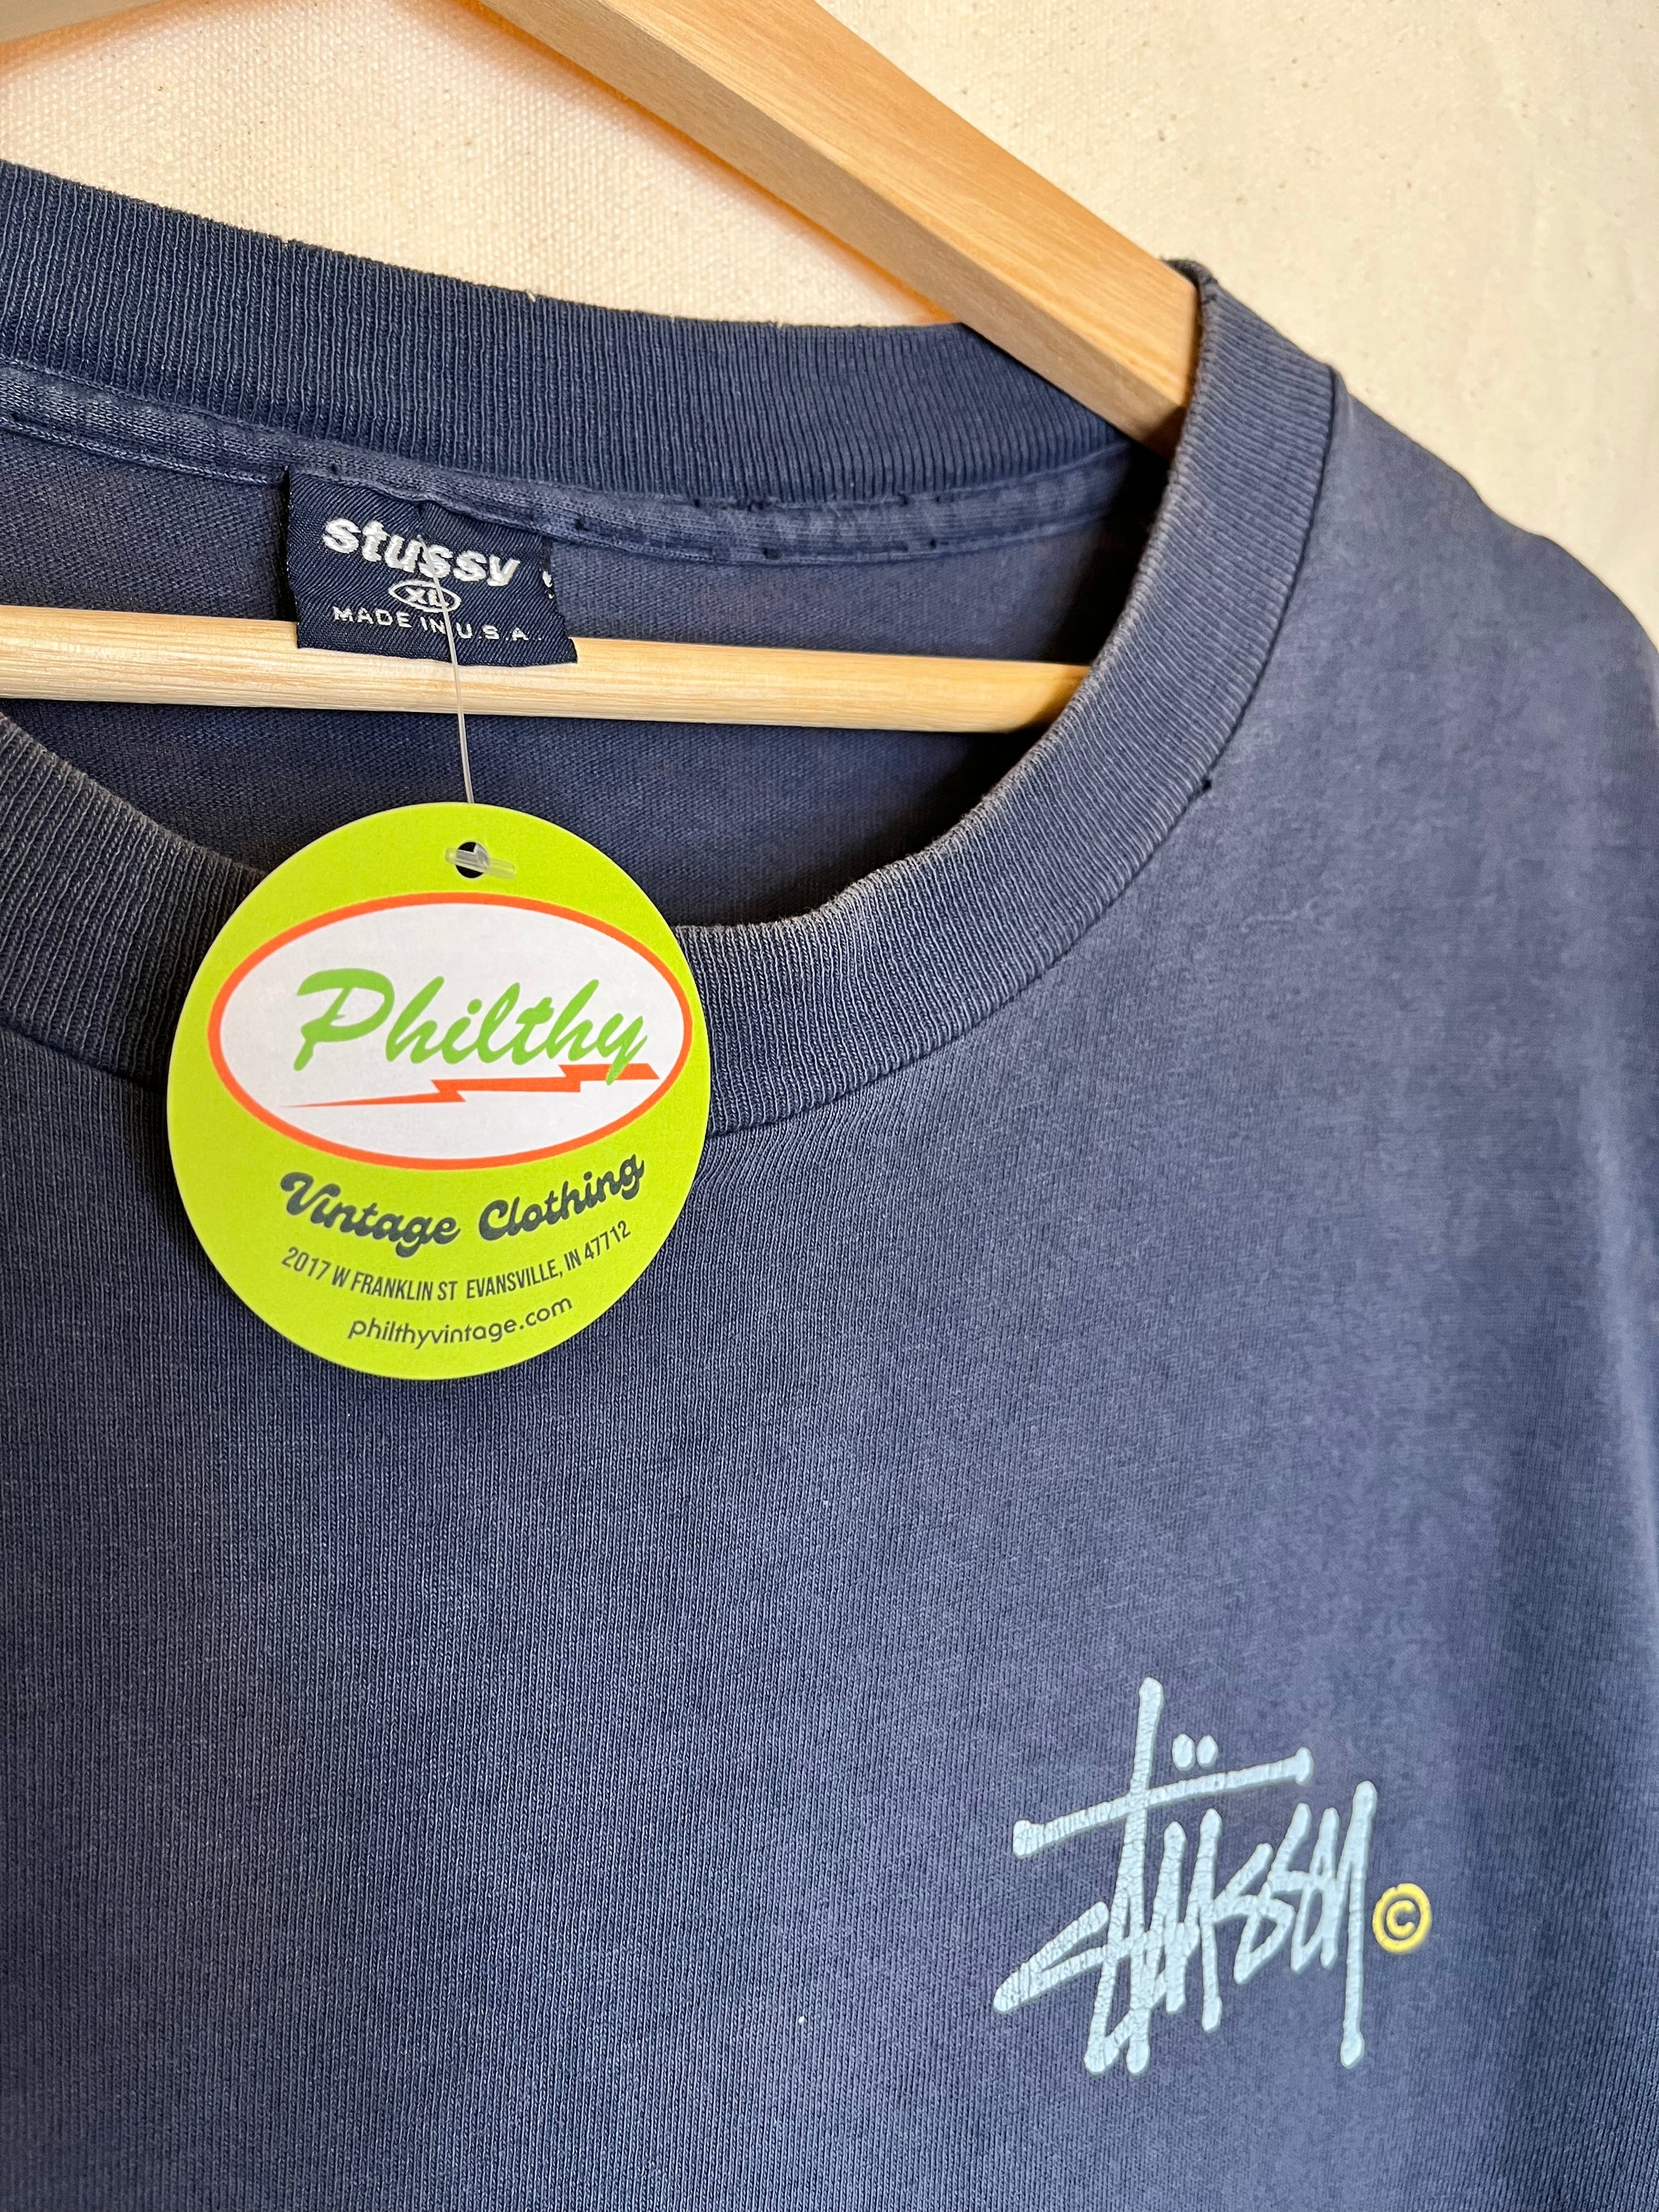 stussy
XL
MADE IN U.S.A.
Philthy
Vintage Clothing
2017 W FRANKLIN ST EVANSVILLE, IN 47712
philthyvintage.com
Stüssy ©